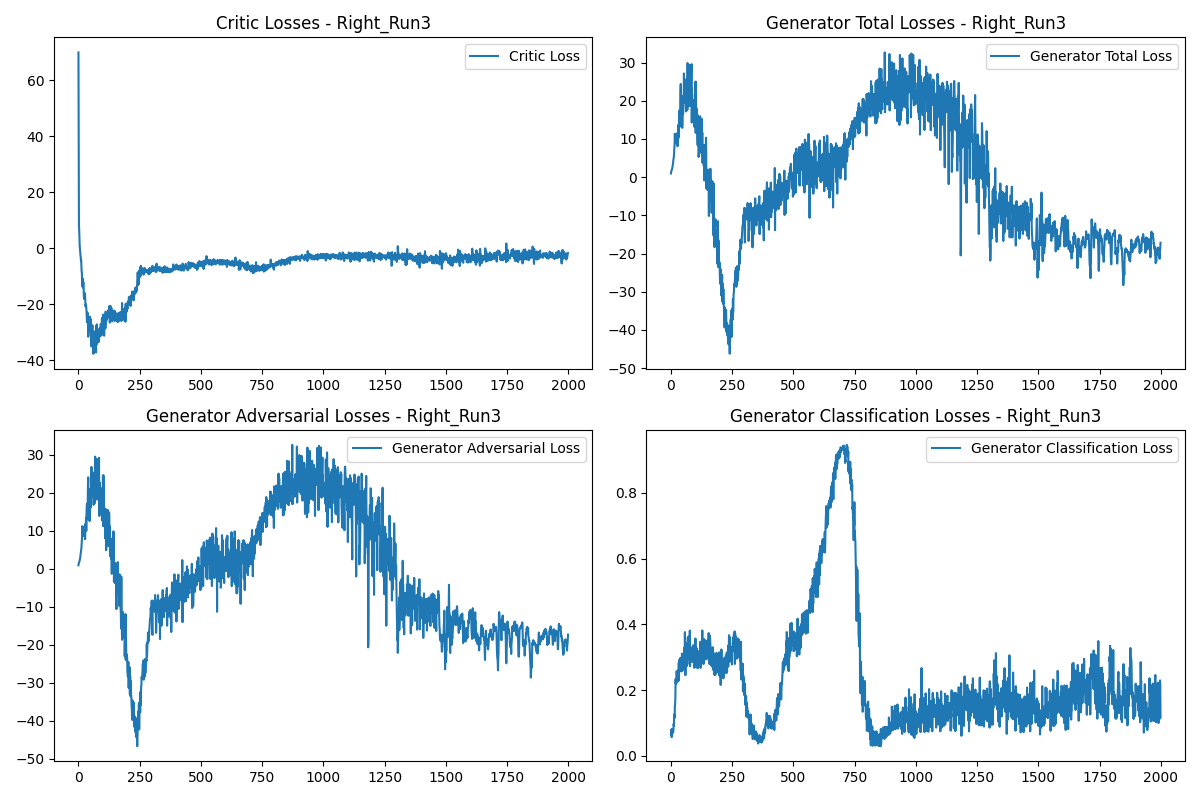 Critic Losses - Right_Run3
Critic Loss
60
40
20
0
−20
−40
0 250 500 750 1000 1250 1500 1750 2000
Generator Total Losses - Right_Run3
Generator Total Loss
30
20
10
0
−10
−20
−30
−40
−50
0 250 500 750 1000 1250 1500 1750 2000
Generator Adversarial Losses - Right_Run3
Generator Adversarial Loss
30
20
10
0
−10
−20
−30
−40
−50
0 250 500 750 1000 1250 1500 1750 2000
Generator Classification Losses - Right_Run3
Generator Classification Loss
0.8
0.6
0.4
0.2
0.0
0 250 500 750 1000 1250 1500 1750 2000